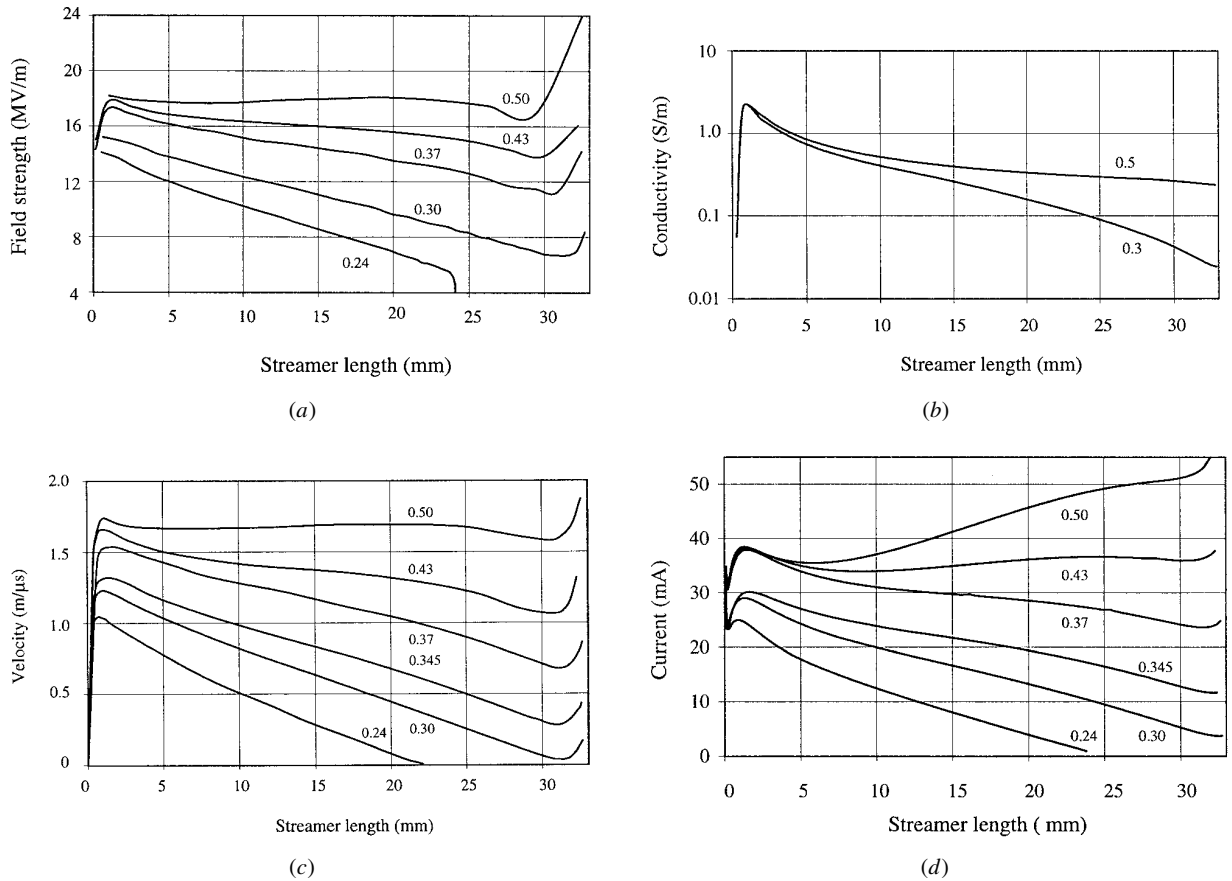 24
20
16
12
8
4
Field strength (MV/m)
0.50
0.43
0.37
0.30
0.24
0 5 10 15 20 25 30
Streamer length (mm)
(a)
10
1.0
0.1
0.01
Conductivity (S/m)
0.5
0.3
0 5 10 15 20 25 30
Streamer length (mm)
(b)
2.0
1.5
1.0
0.5
0
Velocity (m/μs)
0.50
0.43
0.37
0.345
0.30
0.24
0 5 10 15 20 25 30
Streamer length (mm)
(c)
50
40
30
20
10
0
Current (mA)
0.50
0.43
0.37
0.345
0.30
0.24
0 5 10 15 20 25 30
Streamer length ( mm)
(d)